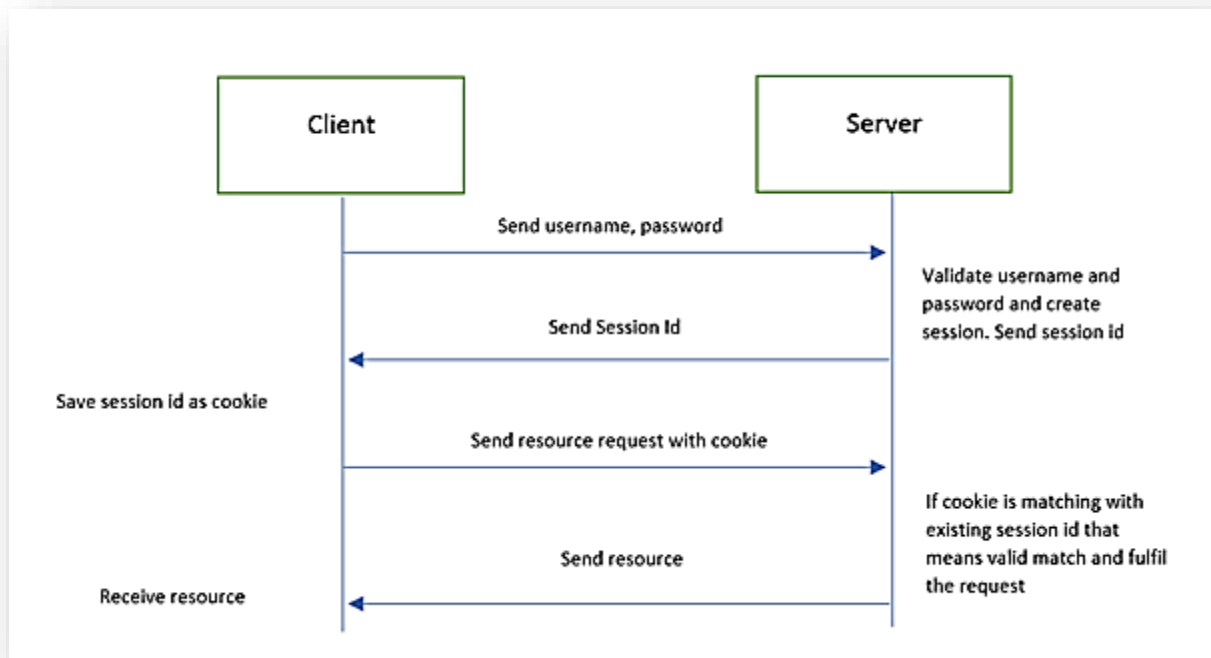 Client
Server
Send username, password
Validate username and
password and create
session. Send session id
Send Session Id
Save session id as cookie
Send resource request with cookie
If cookie is matching with
existing session id that
means valid match and fulfil
the request
Send resource
Receive resource